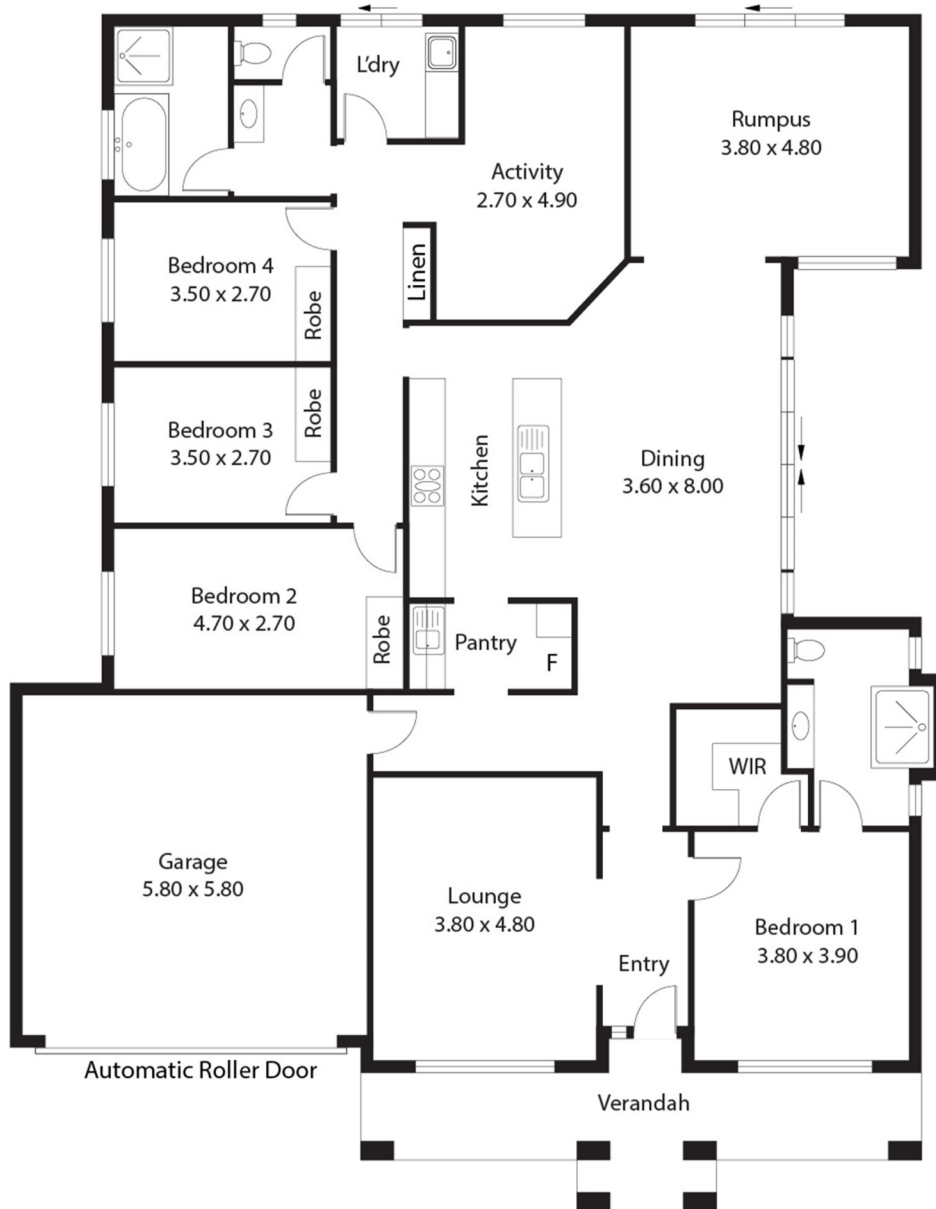 L'dry
Rumpus
3.80 x 4.80
Activity
2.70 x 4.90
Bedroom 4
3.50 x 2.70
Robe
Linen
Bedroom 3
3.50 x 2.70
Robe
Kitchen
Dining
3.60 x 8.00
Bedroom 2
4.70 x 2.70
Robe
Pantry
F
WIR
Garage
5.80 x 5.80
Lounge
3.80 x 4.80
Bedroom 1
3.80 x 3.90
Entry
Automatic Roller Door
Verandah